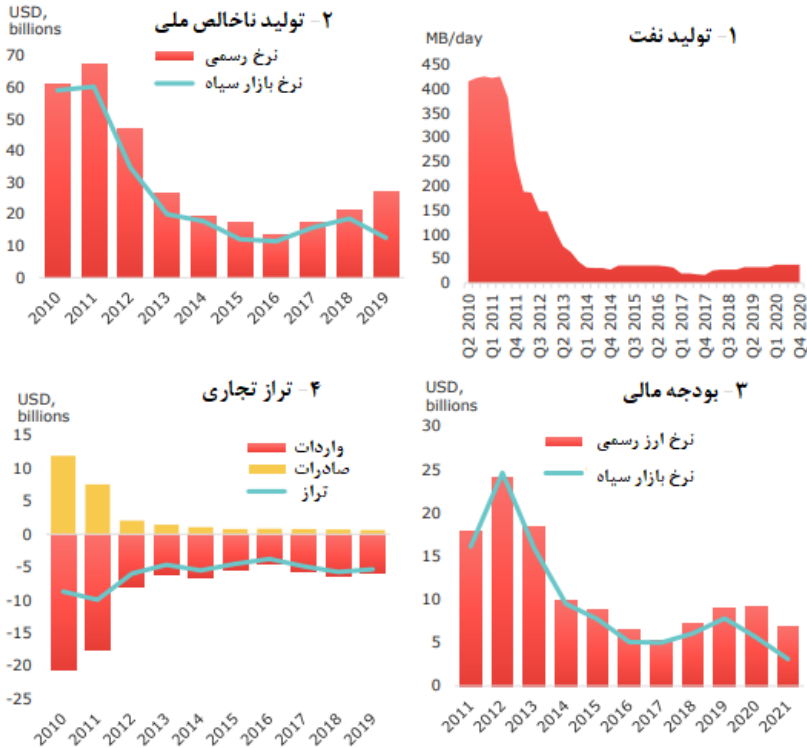 ۱- تولید نفت
MB/day
450
400
350
300
250
200
150
100
50
0
Q2 2010
Q1 2011
Q4 2011
Q3 2012
Q2 2013
Q1 2014
Q4 2014
Q3 2015
Q2 2016
Q1 2017
Q4 2017
Q3 2018
Q2 2019
Q1 2020
Q4 2020
۲- تولید ناخالص ملی
USD,
billions
نرخ رسمی
نرخ بازار سیاه
70
60
50
40
30
20
10
0
2010
2011
2012
2013
2014
2015
2016
2017
2018
2019
۳- بودجه مالی
USD,
billions
نرخ ارز رسمی
نرخ بازار سیاه
30
25
20
15
10
5
0
2011
2012
2013
2014
2015
2016
2017
2018
2019
2020
2021
۴- تراز تجاری
USD,
billions
واردات
صادرات
تراز
15
10
5
0
-5
-10
-15
-20
-25
2010
2011
2012
2013
2014
2015
2016
2017
2018
2019